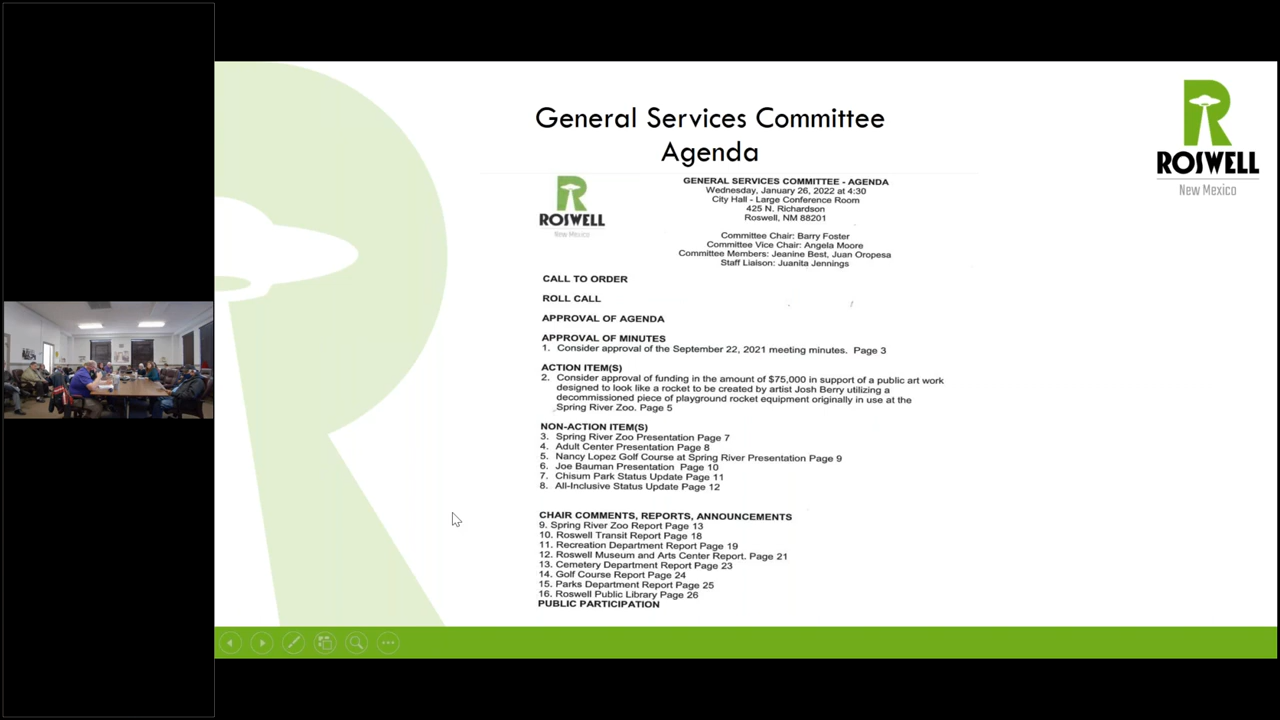 General Services Committee
Agenda
ROSWELL
New Mexico
ROSWELL
New Mexico
GENERAL SERVICES COMMITTEE - AGENDA
Wednesday, January 26, 2022 at 4:30
City Hall - Large Conference Room
425 N. Richardson
Roswell, NM 88201
Committee Chair: Barry Foster
Committee Vice Chair: Angela Moore
Committee Members: Jeanine Best, Juan Oropesa
Staff Liaison: Juanita Jennings
CALL TO ORDER
ROLL CALL
APPROVAL OF AGENDA
APPROVAL OF MINUTES
1. Consider approval of the September 22, 2021 meeting minutes. Page 3
ACTION ITEM(S)
2. Consider approval of funding in the amount of $75,000 in support of a public art work
designed to look like a rocket to be created by artist Josh Berry utilizing a
decommissioned piece of playground rocket equipment originally in use at the
Spring River Zoo. Page 5
NON-ACTION ITEM(S)
3. Spring River Zoo Presentation Page 7
4. Adult Center Presentation Page 8
5. Nancy Lopez Golf Course at Spring River Presentation Page 9
6. Joe Bauman Presentation Page 10
7. Chisum Park Status Update Page 11
8. All-Inclusive Status Update Page 12
CHAIR COMMENTS, REPORTS, ANNOUNCEMENTS
9. Spring River Zoo Report Page 13
10. Roswell Transit Report Page 18
11. Recreation Department Report Page 19
12. Roswell Museum and Arts Center Report. Page 21
13. Cemetery Department Report Page 23
14. Golf Course Report Page 24
15. Parks Department Report Page 25
16. Roswell Public Library Page 26
PUBLIC PARTICIPATION